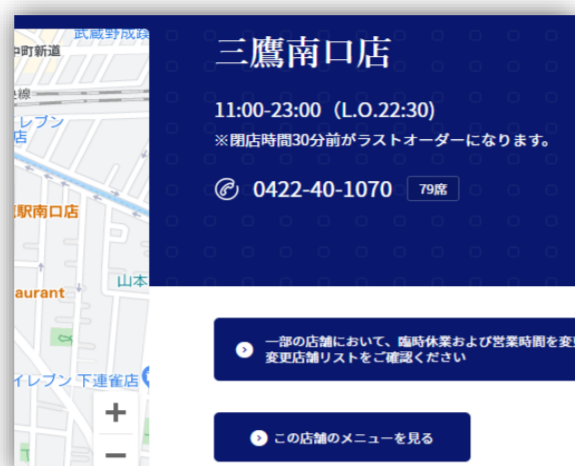 武蔵野成蹊
中町新道
線
レブン
店
駅南口店
山本
aurant
イレブン 下連雀店
+
−
三鷹南口店
11:00-23:00（L.O.22:30）
※閉店時間30分前がラストオーダーになります。
0422-40-1070 79席
一部の店舗において、臨時休業および営業時間を変
変更店舗リストをご確認ください
この店舗のメニューを見る